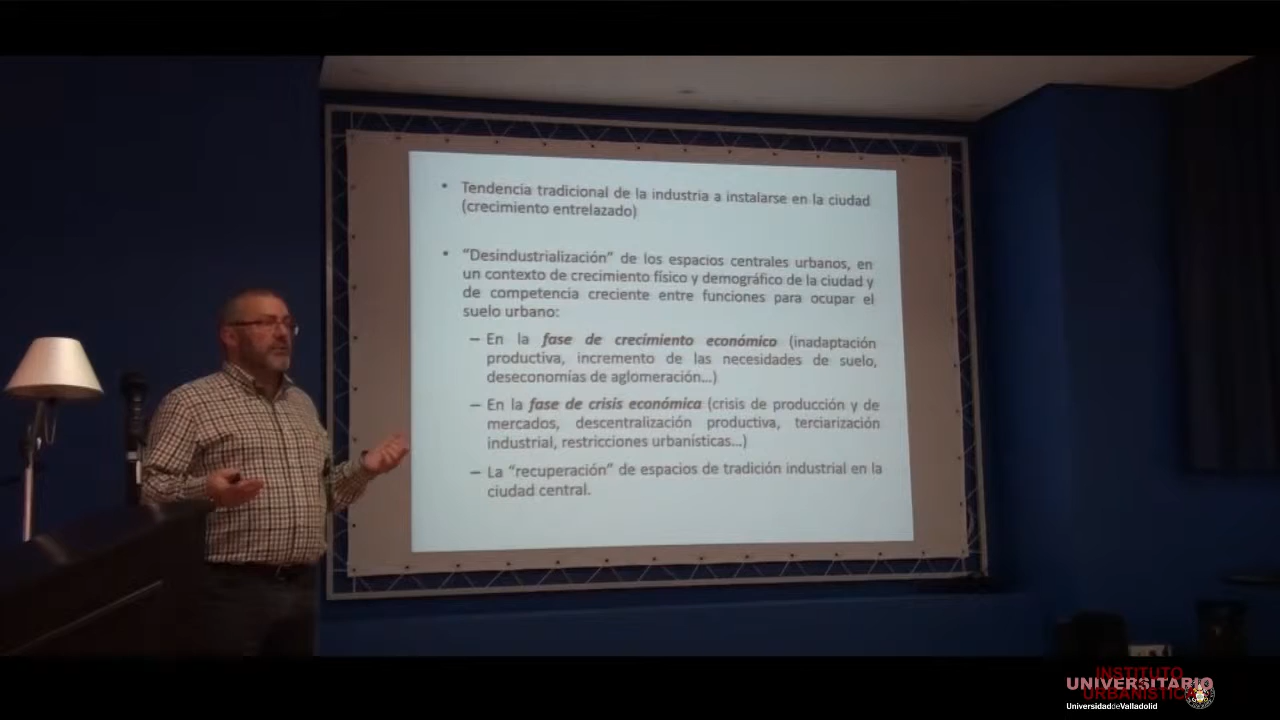 • Tendencia tradicional de la industria a instalarse en la ciudad
(crecimiento entrelazado)
• “Desindustrialización” de los espacios centrales urbanos, en
un contexto de crecimiento físico y demográfico de la ciudad y
de competencia creciente entre funciones para ocupar el
suelo urbano:
– En la fase de crecimiento económico (inadaptación
productiva, incremento de las necesidades de suelo,
deseconomías de aglomeración...)
– En la fase de crisis económica (crisis de producción y de
mercados, descentralización productiva, terciarización
industrial, restricciones urbanísticas...)
– La “recuperación” de espacios de tradición industrial en la
ciudad central.
INSTITUTO
UNIVERSITARIO
URBANÍSTICA
UniversidaddeValladolid